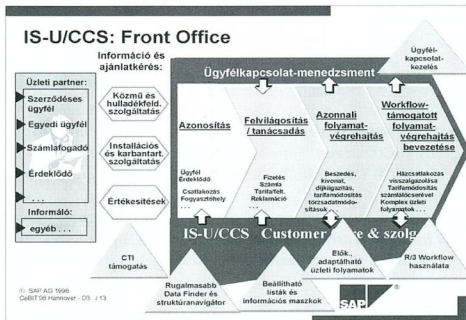 IS-U/CCS: Front Office
Információ és
ajánlatkérés:
Üzleti partner:
Szerződéses
ügyfél
Egyedi ügyfél
Számlafogadó
Érdeklődő
. . .
Információ:
egyéb . . .
Közmű és
hulladékfeld.
szolgáltatás
Installációs
és karbantart.
szolgáltatás
Értékesítések
Ügyfélkapcsolat-menedzsment
Ügyfél-
kapcsolat-
kezelés
Azonosítás
Ügyfél
Érdeklődő
Csatlakozás
Fogyasztóhely
. . .
Felvilágosítás
/ tanácsadás
Fizetés
Számla
Tarifa/felt.
Reklamáció
. . .
Azonnali
folyamat-
végrehajtás
Beszedés,
kivonat,
díjkiigazítás,
tarifamódosítás
törzsadatmódo-
sítások
Workflow-
támogatott
folyamat-
végrehajtás
bevezetése
Házcsatlakozás
visszaigazolása
Tarifamódosítás
számlálócserével
Komplex üzleti
folyamatok . . .
IS-U/CCS Customer & szolg
CTI
támogatás
Rugalmasabb
Data Finder és
struktúranavigátor
Beállítható
listák és
információs maszkok
Elők.,
adaptálható
üzleti folyamatok
R/3 Workflow
használata
© SAP AG 1996
CeBIT'98 Hannover - D3 / 13
SAP